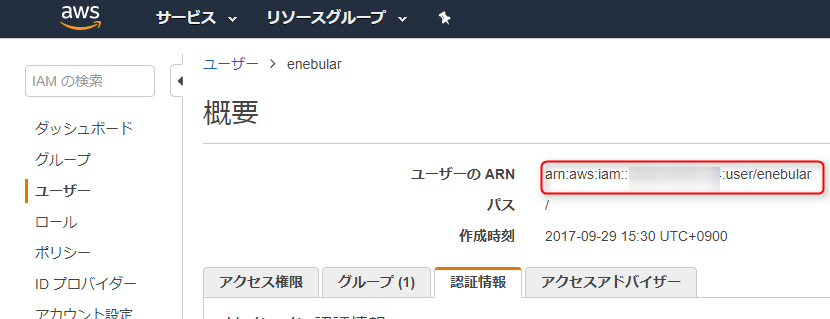 aws
サービス リソースグループ
IAM の検索
ダッシュボード
グループ
ユーザー
ロール
ポリシー
ID プロバイダー
アカウント設定
ユーザー > enebular
概要
ユーザーの ARN arn:aws:iam:: :user/enebular
パス /
作成時刻 2017-09-29 15:30 UTC+0900
アクセス権限 グループ (1) 認証情報 アクセスアドバイザー